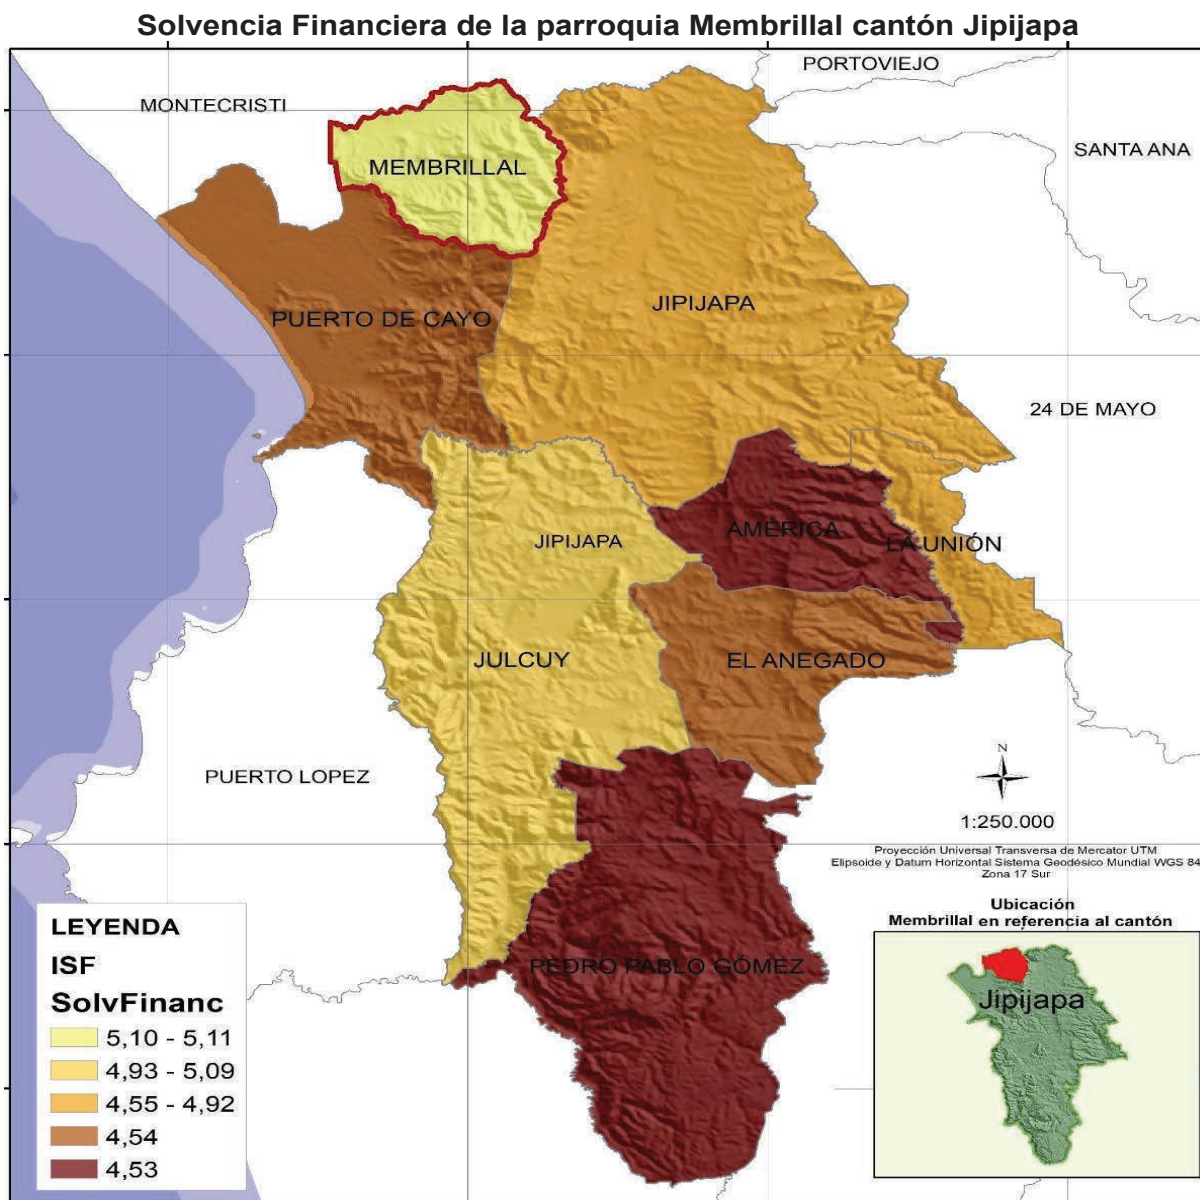 Solvencia Financiera de la parroquia Membrillal cantón Jipijapa
PORTOVIEJO
MONTECRISTI
SANTA ANA
MEMBRILLAL
JIPIJAPA
PUERTO DE CAYO
24 DE MAYO
AMÉRICA
JIPIJAPA
LA UNIÓN
JULCUY
EL ANEGADO
PUERTO LOPEZ
N
1:250.000
Proyección Universal Transversa de Mercator UTM
Elipsoide y Datum Horizontal Sistema Geodésico Mundial WGS 84
Zona 17 Sur
Ubicación
Membrillal en referencia al cantón
Jipijapa
PEDRO PABLO GÓMEZ
LEYENDA
ISF
SolvFinanc
5,10 - 5,11
4,93 - 5,09
4,55 - 4,92
4,54
4,53